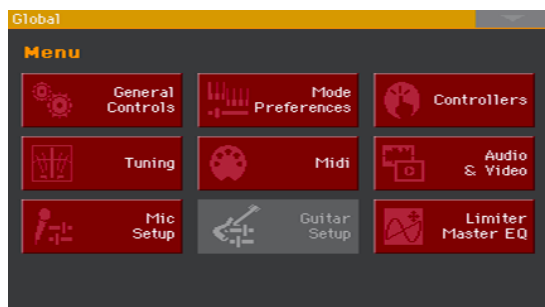 Global
Menu
General
Controls
Mode
Preferences
Controllers
Tuning
Midi
Audio
& Video
Mic
Setup
Guitar
Setup
Limiter
Master EQ